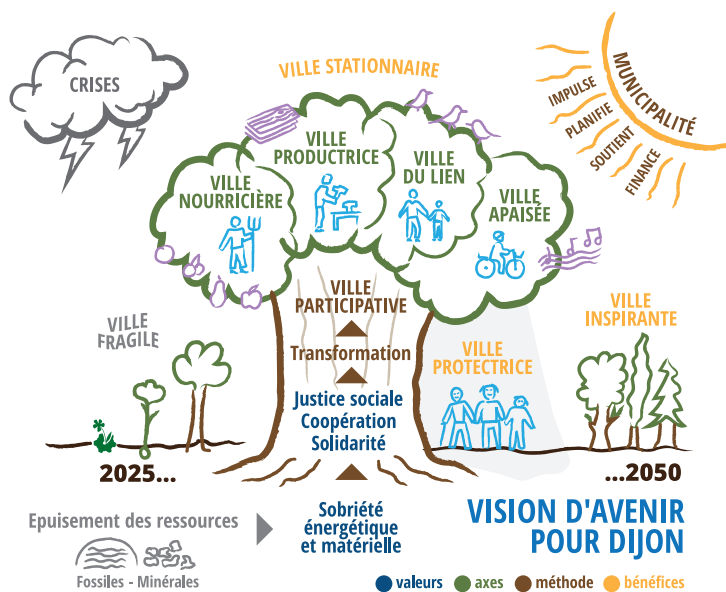 CRISES
VILLE STATIONNAIRE
MUNICIPALITÉ
IMPULSE
PLANIFIE
SOUTIENT
FINANCE
VILLE
PRODUCTRICE
VILLE
NOURRICIÈRE
VILLE
DU LIEN
VILLE
APAISÉE
VILLE
FRAGILE
VILLE
PARTICIPATIVE
Transformation
Justice sociale
Coopération
Solidarité
VILLE
PROTECTRICE
VILLE
INSPIRANTE
2025...
...2050
Epuisement des ressources
Fossiles - Minérales
Sobriété
énergétique
et matérielle
VISION D'AVENIR
POUR DIJON
valeurs
axes
méthode
bénéfices